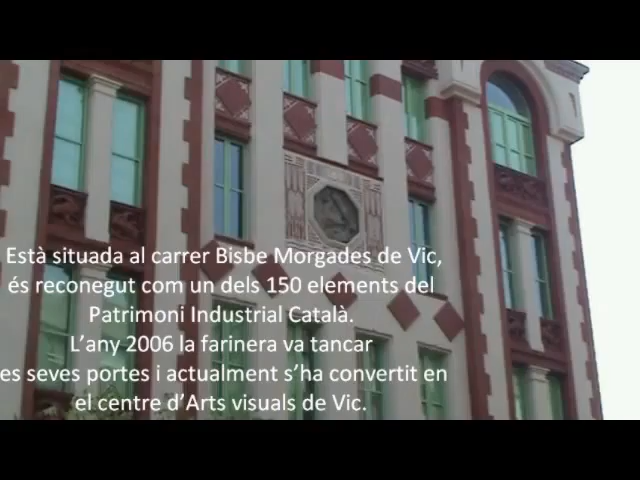 Està situada al carrer Bisbe Morgades de Vic,
és reconegut com un dels 150 elements del
Patrimoni Industrial Català.
L’any 2006 la farinera va tancar
es seves portes i actualment s’ha convertit en
el centre d’Arts visuals de Vic.